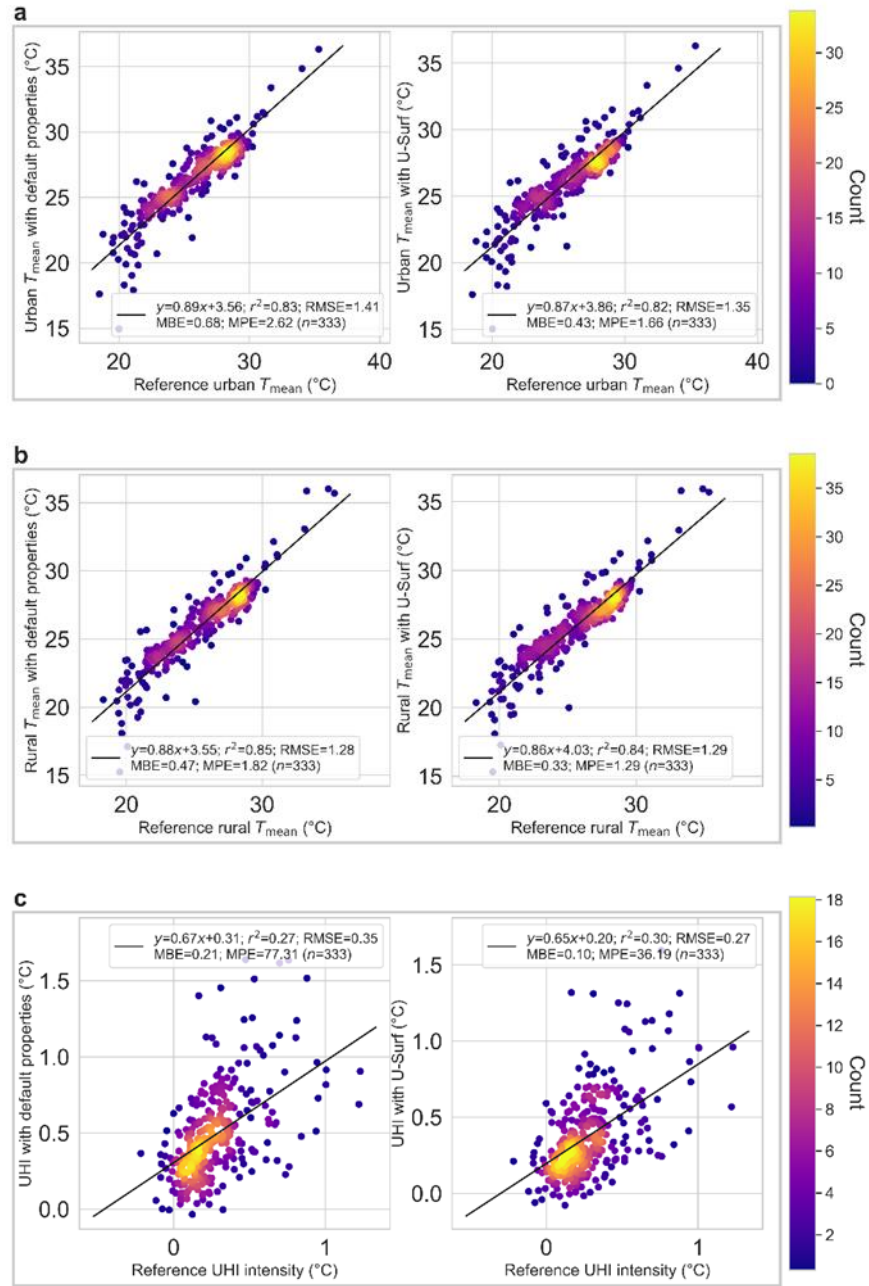 a
Urban Tmean with default properties (°C)
35
30
25
20
15
y=0.89x+3.56; r²=0.83; RMSE=1.41
MBE=0.68; MPE=2.62 (n=333)
20
30
40
Reference urban Tmean (°C)
Urban Tmean with U-Surf (°C)
35
30
25
20
15
y=0.87x+3.86; r²=0.82; RMSE=1.35
MBE=0.43; MPE=1.66 (n=333)
20
30
40
Reference urban Tmean (°C)
30
25
20
15
10
5
0
Count
b
Rural Tmean with default properties (°C)
35
30
25
20
15
y=0.88x+3.55; r²=0.85; RMSE=1.28
MBE=0.47; MPE=1.82 (n=333)
20
30
Reference rural Tmean (°C)
Rural Tmean with U-Surf (°C)
35
30
25
20
15
y=0.86x+4.03; r²=0.84; RMSE=1.29
MBE=0.33; MPE=1.29 (n=333)
20
30
Reference rural Tmean (°C)
35
30
25
20
15
10
5
Count
c
UHI with default properties (°C)
1.5
1.0
0.5
0.0
y=0.67x+0.31; r²=0.27; RMSE=0.35
MBE=0.21; MPE=77.31 (n=333)
0
1
Reference UHI intensity (°C)
UHI with U-Surf (°C)
1.5
1.0
0.5
0.0
y=0.65x+0.20; r²=0.30; RMSE=0.27
MBE=0.10; MPE=36.19 (n=333)
0
1
Reference UHI intensity (°C)
18
16
14
12
10
8
6
4
2
Count